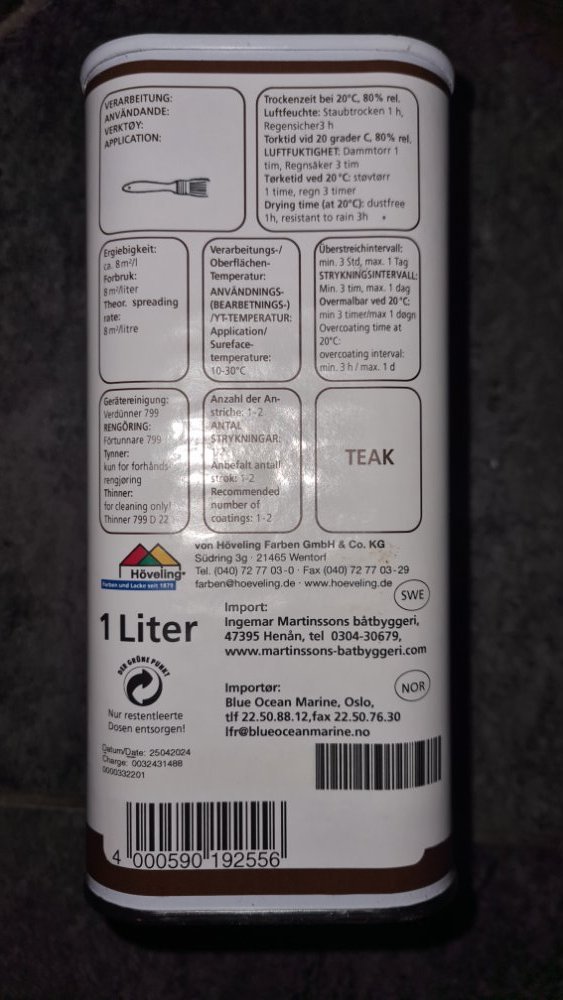 VERARBEITUNG:
ANVÄNDANDE:
VERKTØY:
APPLICATION:
Trockenzeit bei 20°C, 80% rel.
Luftfeuchte: Staubtrocken 1 h,
Regensicher3 h
Torktid vid 20 grader C, 80% rel.
LUFTFUKTIGHET: Dammtorr 1
tim, Regnsäker 3 tim
Tørketid ved 20°C: støvtørr
1 time, regn 3 timer
Drying time (at 20°C): dustfree
1h, resistant to rain 3h
Ergiebigkeit:
ca. 8m²/l
Forbruk:
8m²/liter
Theor. spreading
rate:
8m²/litre
Verarbeitungs-/
Oberflächen-
Temperatur:
ANVÄNDNINGS-
(BEARBETNINGS-)
/YT-TEMPERATUR:
Application/
Sureface-
temperature:
10-30°C
Überstreichintervall:
min. 3 Std, max. 1 Tag
STRYKNINGSINTERVALL:
Min. 3 tim, max. 1 dag
Overmalbar ved 20°C:
min 3 timer/max 1 døgn
Overcoating time at
20°C:
overcoating interval:
min. 3 h / max. 1 d
Gerätereinigung:
Verdünner 799
RENGÖRING:
Förtunnare 799
Tynner:
kun for forhånds-
rengjøring
Thinner:
for cleaning only!
Thinner 799 D 22
Anzahl der An-
striche: 1-2
ANTAL
STRYKNINGAR:
Anbefalt antall
strøk: 1-2
Recommended
number of
coatings: 1-2
TEAK
Höveling
Farben und Lacke seit 1879
von Höveling Farben GmbH & Co. KG
Südring 3g · 21465 Wentorf
Tel. (040) 72 77 03-0 · Fax (040) 72 77 03-29
farben@hoeveling.de · www.hoeveling.de
1 Liter
Import:
SWE
Ingemar Martinssons båtbyggeri,
47395 Henån, tel 0304-30679,
www.martinssons-batbyggeri.com
DER GRÜNE PUNKT
Nur restentleerte
Dosen entsorgen!
Importør:
NOR
Blue Ocean Marine, Oslo,
tlf 22.50.88.12,fax 22.50.76.30
lfr@blueoceanmarine.no
Datum/Date: 25042024
Charge: 0032431488
0000332201
4 000590 192556